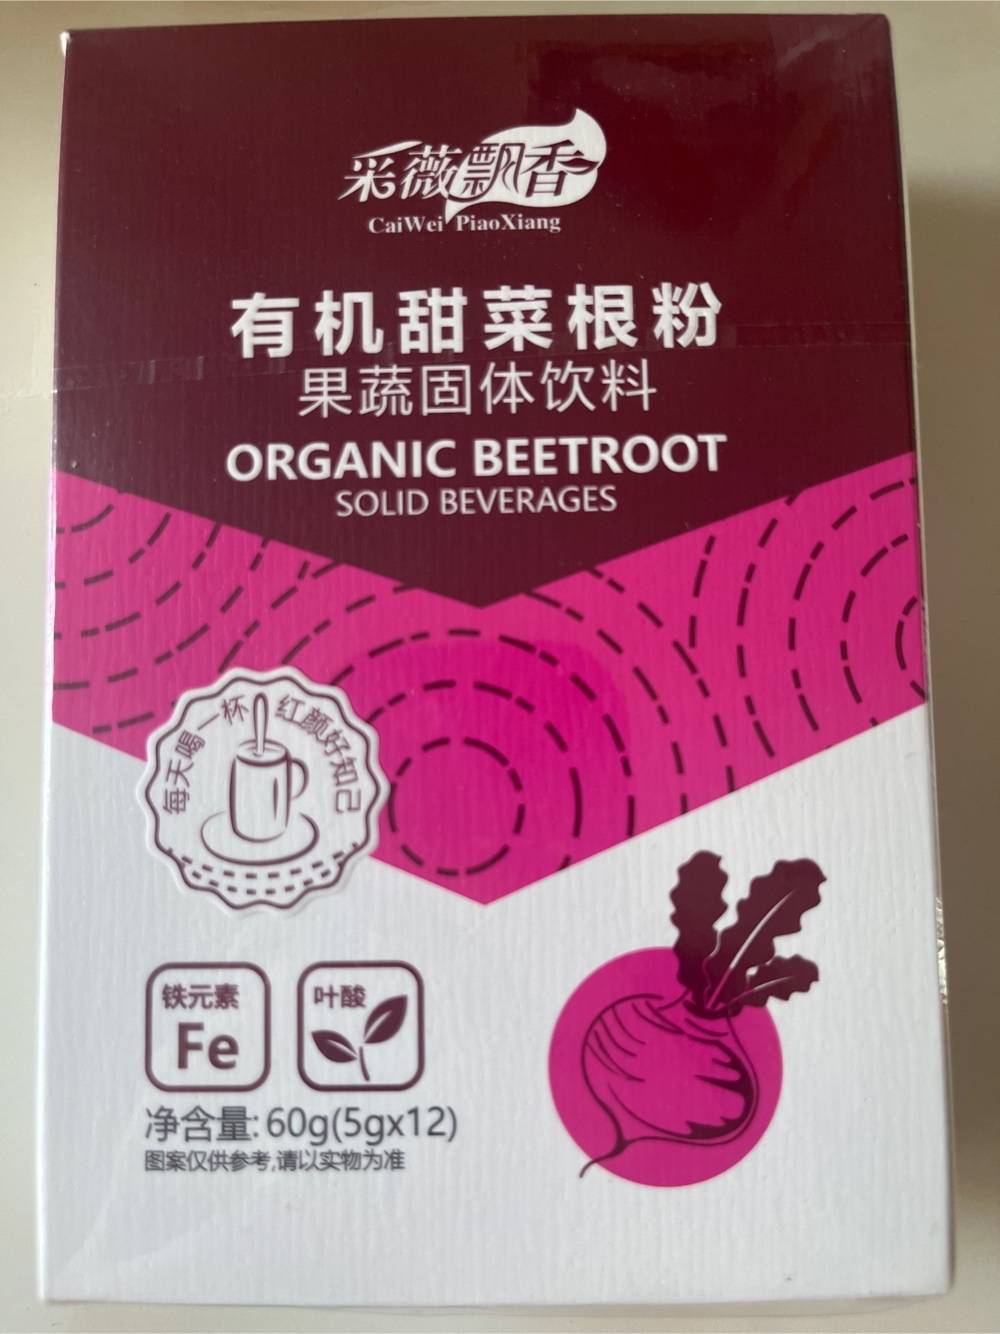 采薇飘香
CaiWei PiaoXiang
有机甜菜根粉
果蔬固体饮料
ORGANIC BEETROOT
SOLID BEVERAGES
每天喝一杯 红颜好知己
铁元素
Fe
叶酸
净含量: 60g(5gx12)
图案仅供参考,请以实物为准